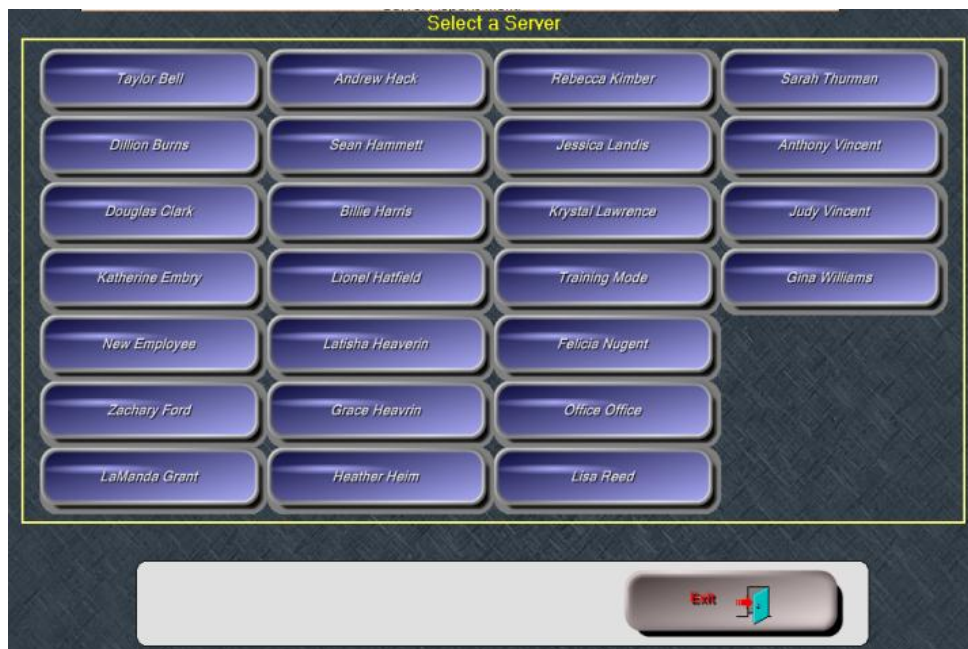 Select a Server
Taylor Bell
Andrew Hack
Rebecca Kimber
Sarah Thurman
Dillion Burns
Sean Hammett
Jessica Landis
Anthony Vincent
Douglas Clark
Billie Harris
Krystal Lawrence
Judy Vincent
Katherine Embry
Lionel Hatfield
Training Mode
Gina Williams
New Employee
Latisha Heaverin
Felicia Nugent
Zachary Ford
Grace Heavrin
Office Office
LaManda Grant
Heather Heim
Lisa Reed
Exit